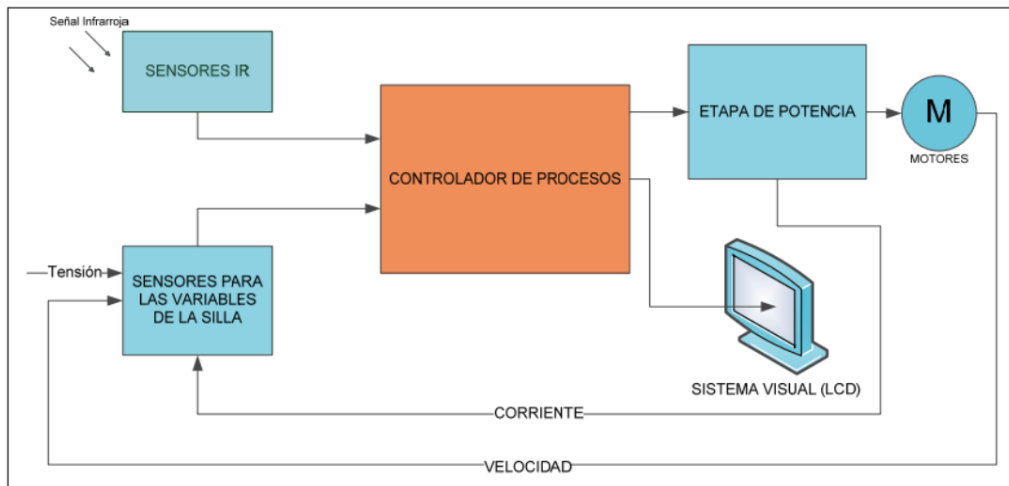 Señal Infrarroja
SENSORES IR
CONTROLADOR DE PROCESOS
ETAPA DE POTENCIA
M
MOTORES
Tensión
SENSORES PARA
LAS VARIABLES
DE LA SILLA
SISTEMA VISUAL (LCD)
CORRIENTE
VELOCIDAD